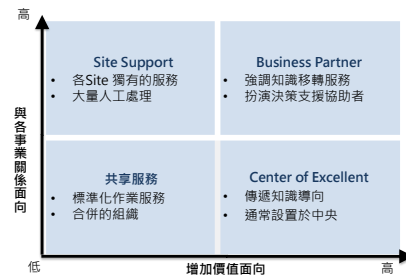 高
Site Support
• 各Site 獨有的服務
• 大量人工處理
Business Partner
• 強調知識移轉服務
• 扮演決策支援協助者
與各事業關係面向
共享服務
• 標準化作業服務
• 合併的組織
Center of Excellent
• 傳遞知識導向
• 通常設置於中央
低
增加價值面向
高